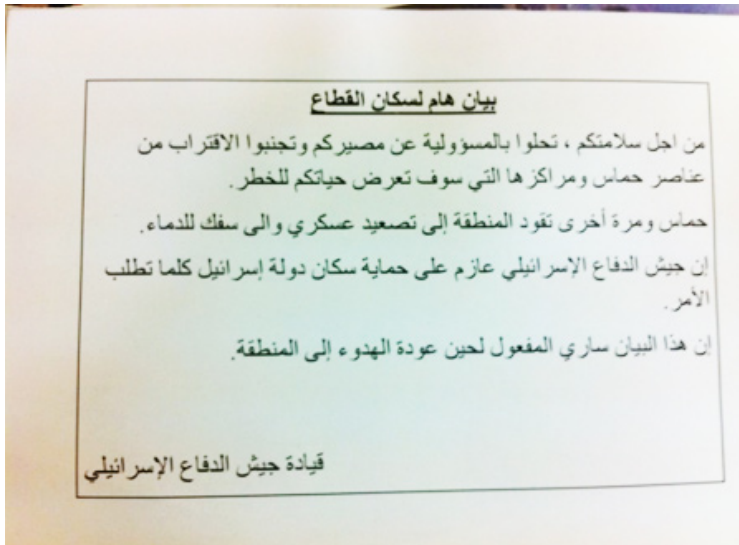 بيان هام لسكان القطاع
من اجل سلامتكم ، تحلوا بالمسؤولية عن مصيركم وتجنبوا الاقتراب من
عناصر حماس ومراكزها التي سوف تعرض حياتكم للخطر.
حماس ومرة أخرى تقود المنطقة إلى تصعيد عسكري والى سفك للدماء.
إن جيش الدفاع الإسرائيلي عازم على حماية سكان دولة إسرائيل كلما تطلب
الأمر.
إن هذا البيان ساري المفعول لحين عودة الهدوء إلى المنطقة.
قيادة جيش الدفاع الإسرائيلي